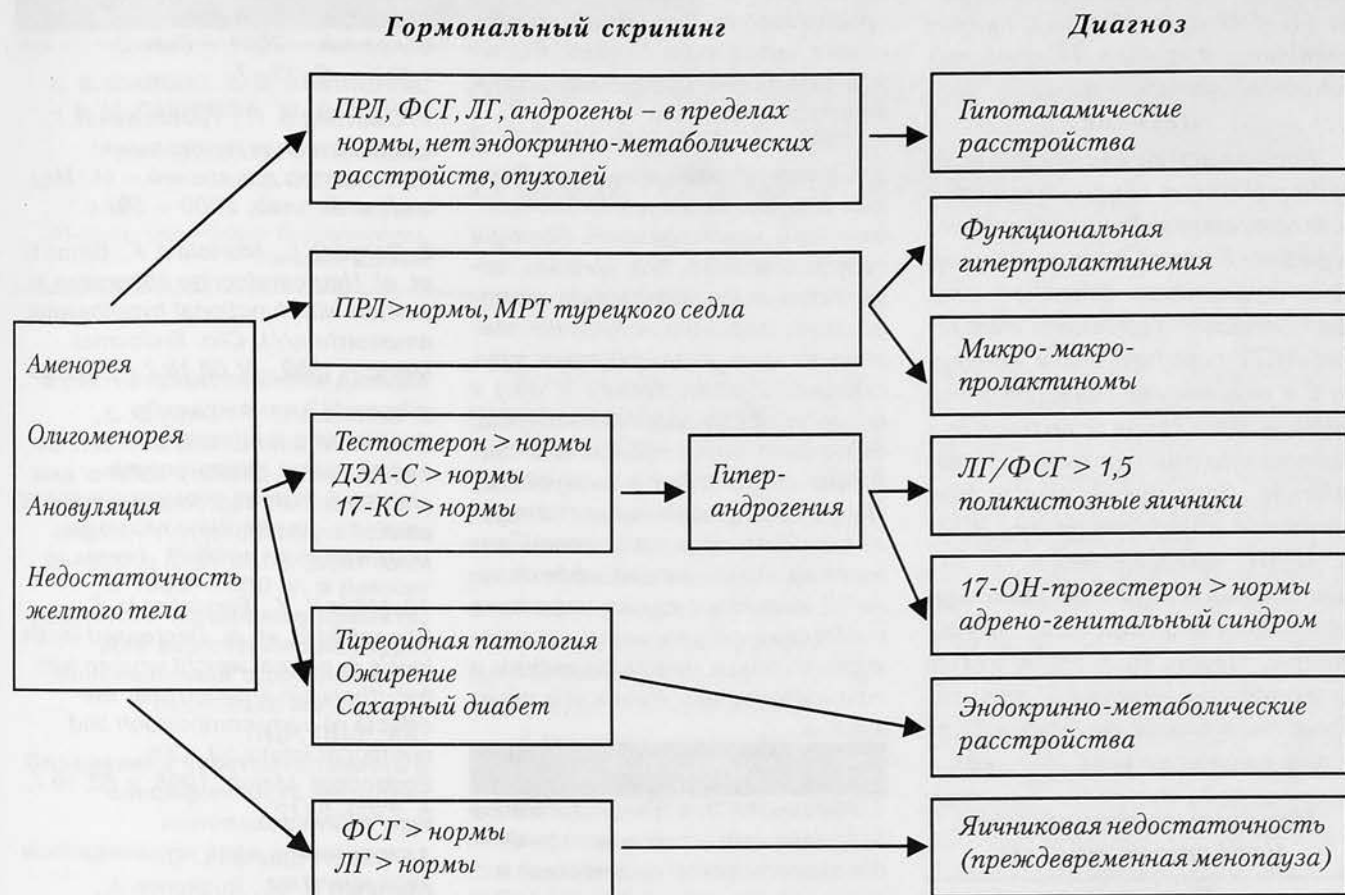 Гормональный скрининг
Диагноз
ПРЛ, ФСГ, ЛГ, андрогены – в пределах
нормы, нет эндокринно-метаболических
расстройств, опухолей
Гипоталамические
расстройства
Функциональная
гиперпролактинемия
ПРЛ>нормы, МРТ турецкого седла
Микро- макро-
пролактиномы
Аменорея
Олигоменорея
Ановуляция
Недостаточность
желтого тела
Тестостерон > нормы
ДЭА-С > нормы
17-КС > нормы
Гипер-
андрогения
ЛГ/ФСГ > 1,5
поликистозные яичники
17-ОН-прогестерон > нормы
адрено-генитальный синдром
Тиреоидная патология
Ожирение
Сахарный диабет
Эндокринно-метаболические
расстройства
ФСГ > нормы
ЛГ > нормы
Яичниковая недостаточность
(преждевременная менопауза)